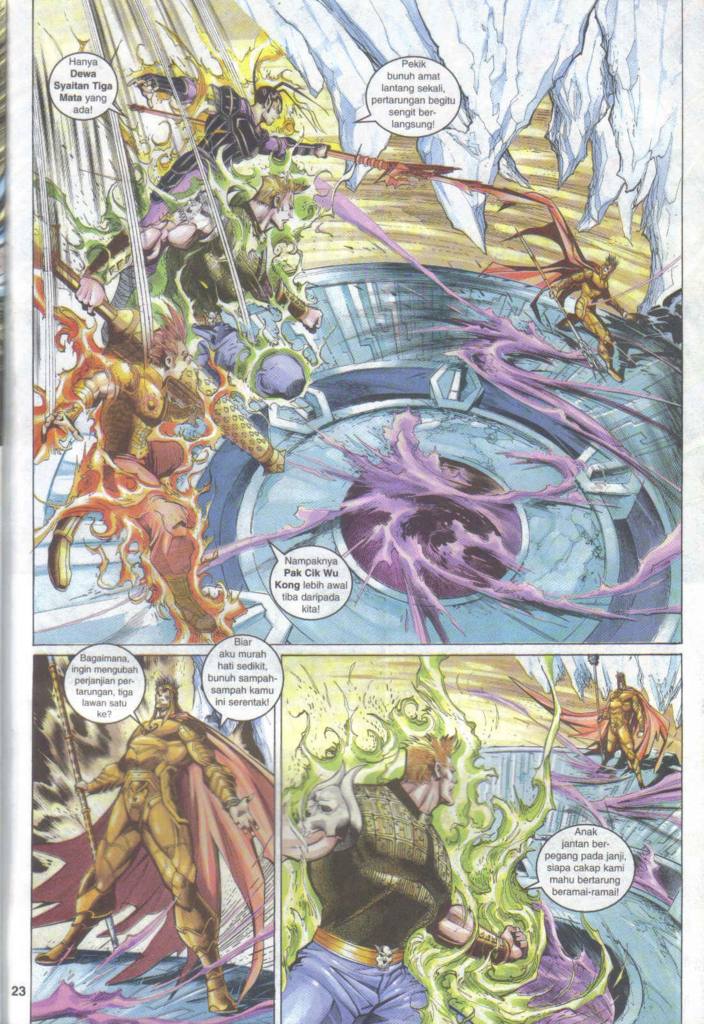 Hanya
Dewa
Syaitan Tiga
Mata yang
ada!
Pekik
bunuh amat
lantang sekali,
pertarungan begitu
sengit ber-
langsung!
Nampaknya
Pak Cik Wu
Kong lebih awal
tiba daripada
kita!
Bagaimana,
ingin mengubah
perjanjian per-
tarungan, tiga
lawan satu
ke?
Biar
aku murah
hati sedikit,
bunuh sampah-
sampah kamu
ini serentak!
Anak
jantan ber-
pegang pada janji,
siapa cakap kami
mahu bertarung
beramai-ramai!
23